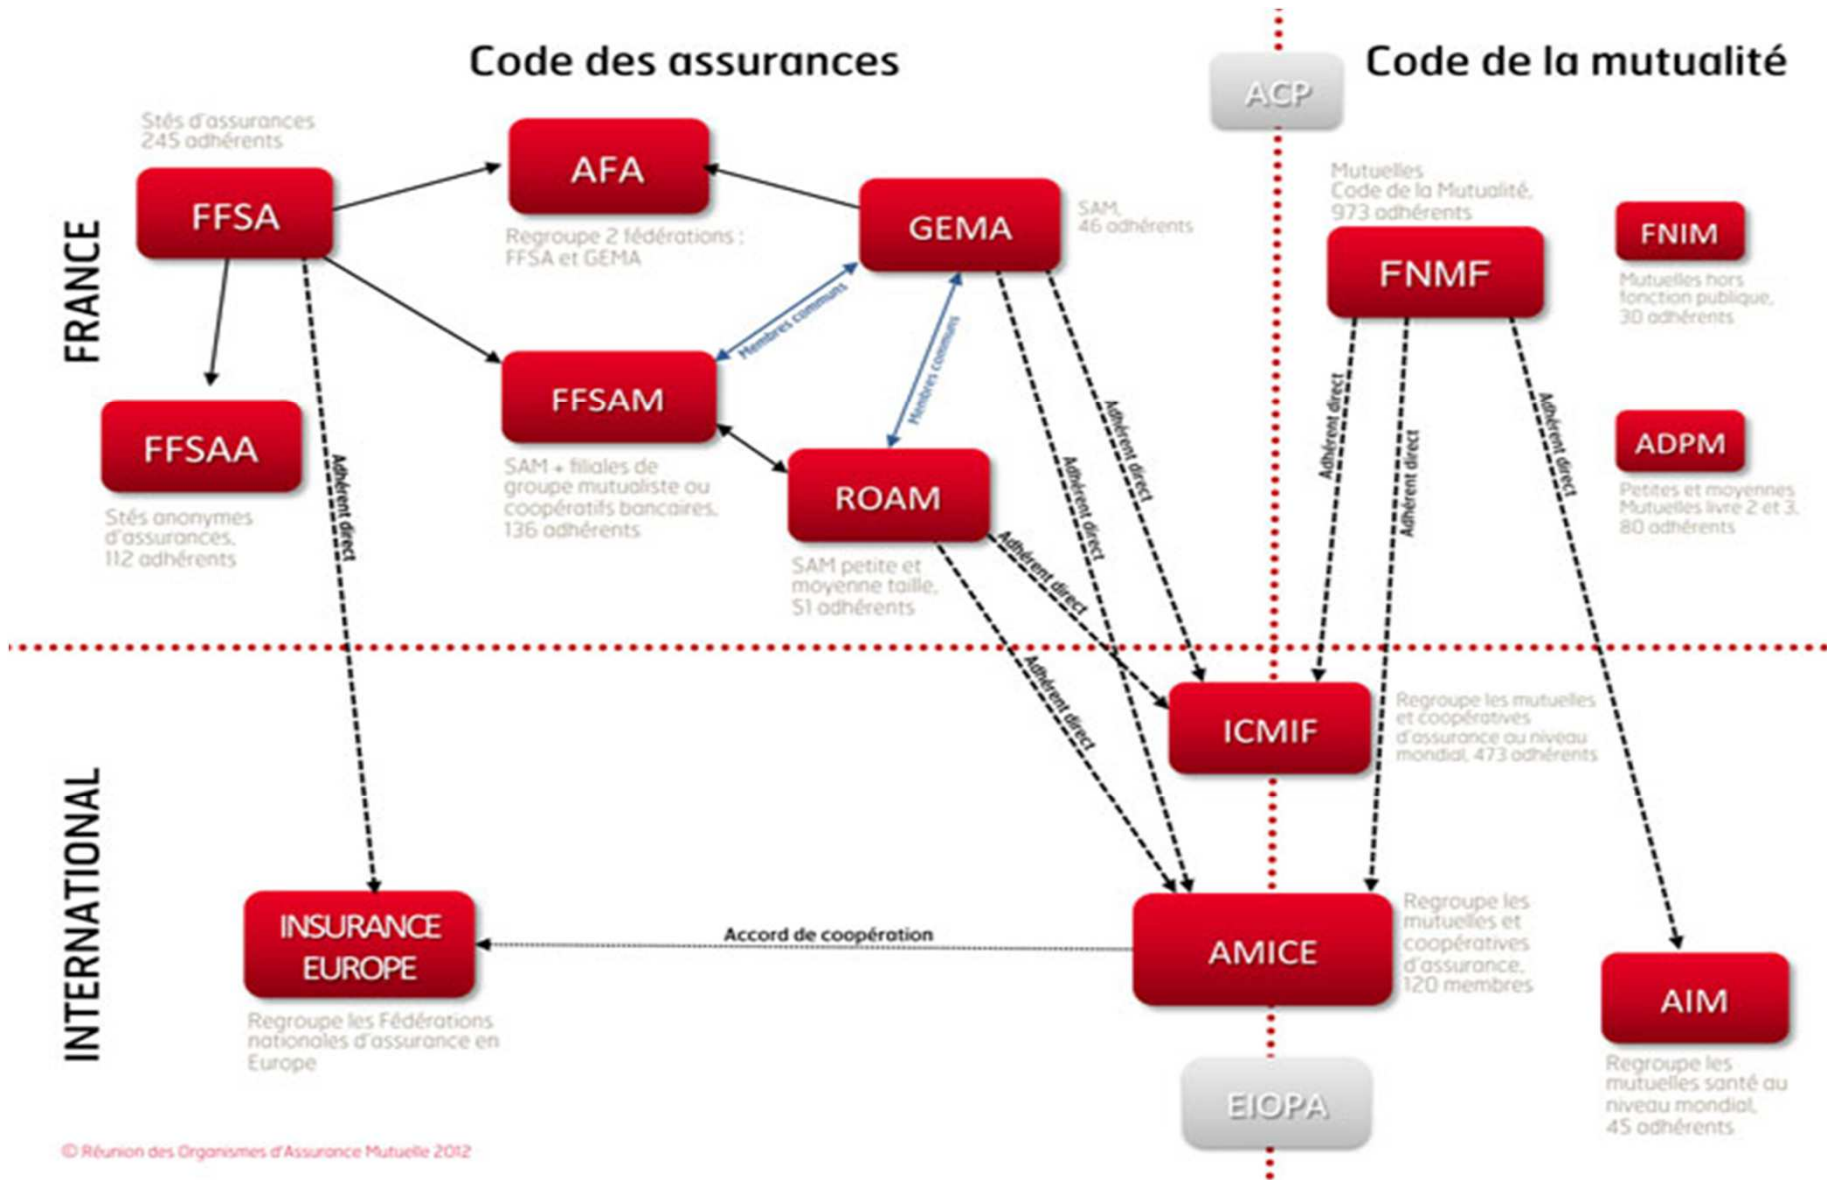 Code des assurances
Code de la mutualité
ACP
FRANCE
Stés d'assurances
245 adhérents
FFSA
AFA
Regroupe 2 fédérations :
FFSA et GEMA
GEMA
SAM,
46 adhérents
Mutuelles
Code de la Mutualité,
973 adhérents
FNMF
FNIM
Mutuelles hors
fonction publique,
30 adhérents
Membres communs
Membres communs
FFSAA
Stés anonymes
d'assurances,
112 adhérents
Adhérent direct
FFSAM
SAM + filiales de
groupe mutualiste ou
coopératifs bancaires,
136 adhérents
ROAM
SAM petite et
moyenne taille,
51 adhérents
Adhérent direct
Adhérent direct
Adhérent direct
Adhérent direct
Adhérent direct
Adhérent direct
Adhérent direct
ADPM
Petites et moyennes
Mutuelles livre 2 et 3,
80 adhérents
INTERNATIONAL
ICMIF
Regroupe les mutuelles
et coopératives
d'assurance au niveau
mondial, 473 adhérents
INSURANCE
EUROPE
Regroupe les Fédérations
nationales d'assurance en
Europe
Accord de coopération
AMICE
Regroupe les
mutuelles et
coopératives
d'assurance,
120 membres
AIM
Regroupe les
mutuelles santé au
niveau mondial,
45 adhérents
EIOPA
© Réunion des Organismes d'Assurance Mutuelle 2012